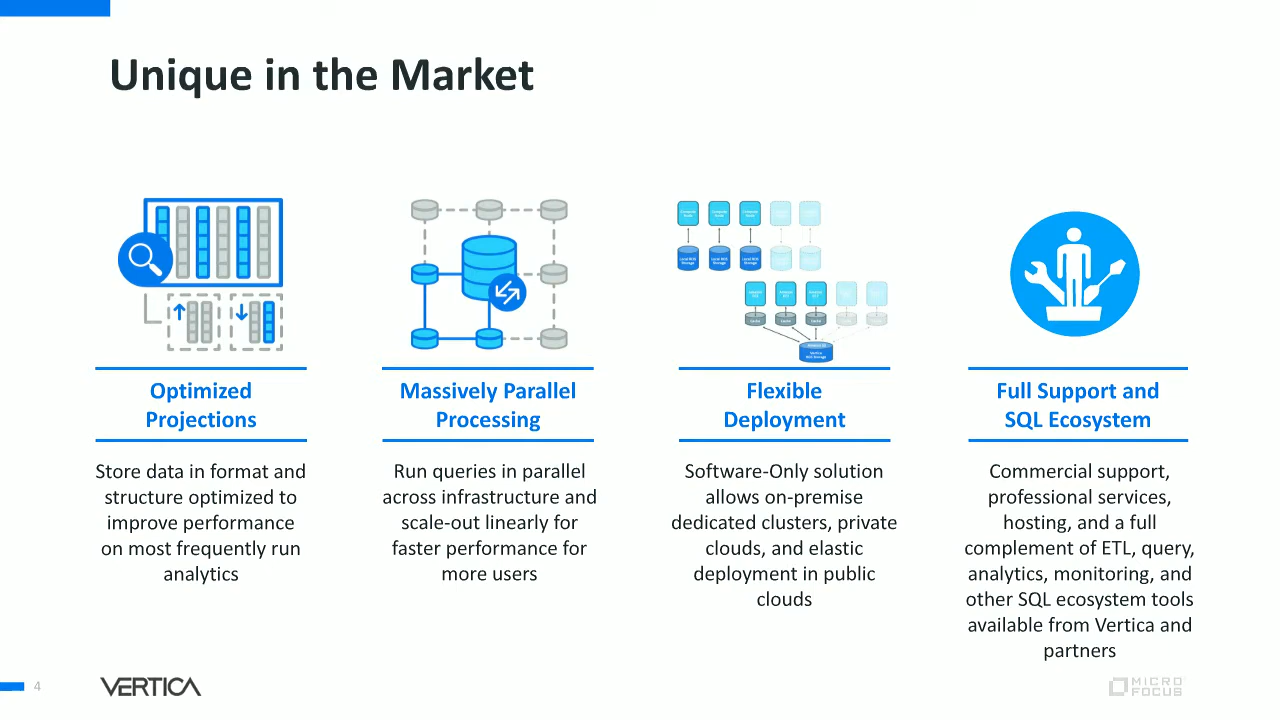 Unique in the Market
Optimized
Projections
Store data in format and
structure optimized to
improve performance
on most frequently run
analytics
Massively Parallel
Processing
Run queries in parallel
across infrastructure and
scale-out linearly for
faster performance for
more users
Flexible
Deployment
Software-Only solution
allows on-premise
dedicated clusters, private
clouds, and elastic
deployment in public
clouds
Full Support and
SQL Ecosystem
Commercial support,
professional services,
hosting, and a full
complement of ETL, query,
analytics, monitoring, and
other SQL ecosystem tools
available from Vertica and
partners
4
VERTICA
MICRO
FOCUS